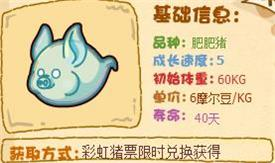 基础信息:
品种: 肥肥猪
成长速度: 5
初始体重: 60KG
单价: 6摩尔豆/KG
寿命: 40天
获取方式: 彩虹猪票限时兑换获得